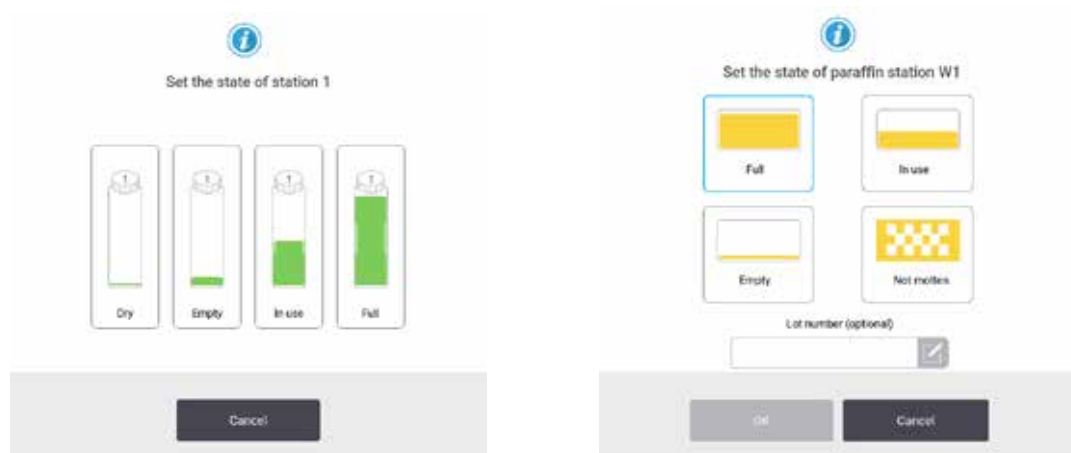 Set the state of station 1
1 1 1 1
Dry Empty In use Full
Cancel
Set the state of paraffin station W1
Full In use
Empty Not molten
Lot number (optional)
OK Cancel